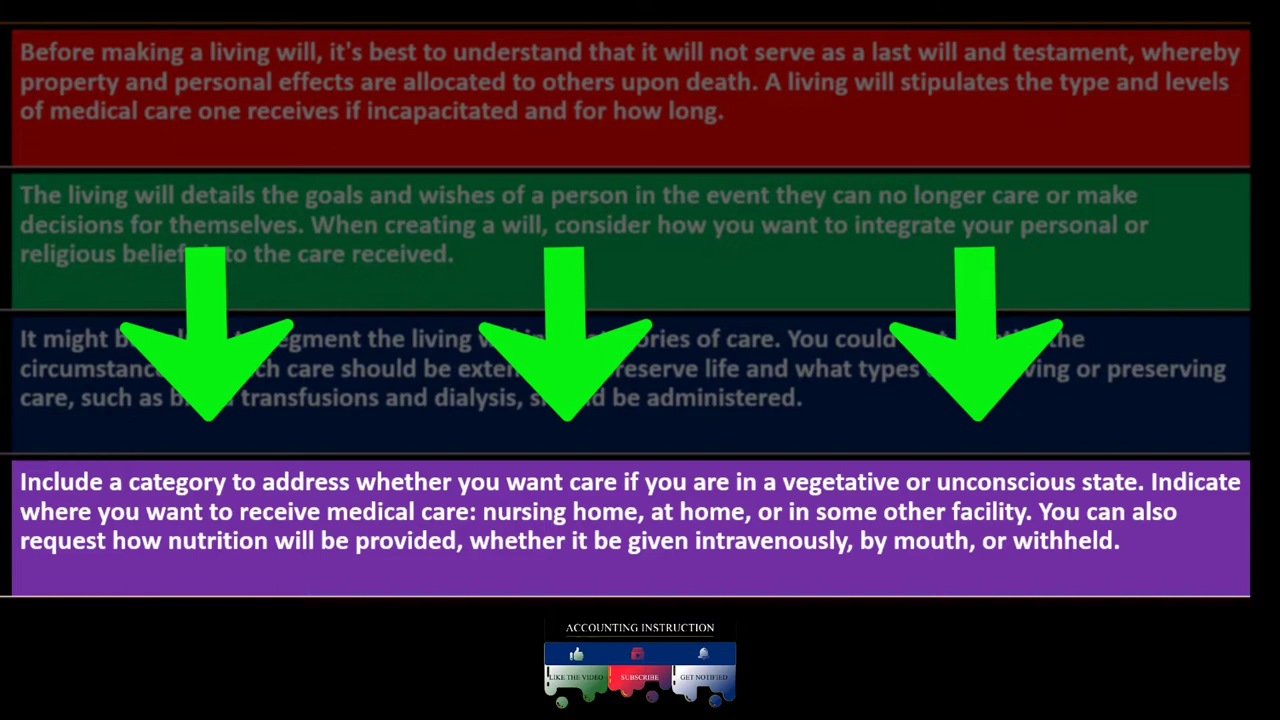 Before making a living will, it's best to understand that it will not serve as a last will and testament, whereby
property and personal effects are allocated to others upon death. A living will stipulates the type and levels
of medical care one receives if incapacitated and for how long.
The living will details the goals and wishes of a person in the event they can no longer care or make
decisions for themselves. When creating a will, consider how you want to integrate your personal or
religious to the care received.
It might the living of care. You could the
circumstanc care should be reserve life and what types or preserving
care, such as transfusions and dialysis, be administered.
Include a category to address whether you want care if you are in a vegetative or unconscious state. Indicate
where you want to receive medical care: nursing home, at home, or in some other facility. You can also
request how nutrition will be provided, whether it be given intravenously, by mouth, or withheld.
ACCOUNTING INSTRUCTION
LIKE THE VIDEO SUBSCRIBE GET NOTIFIED